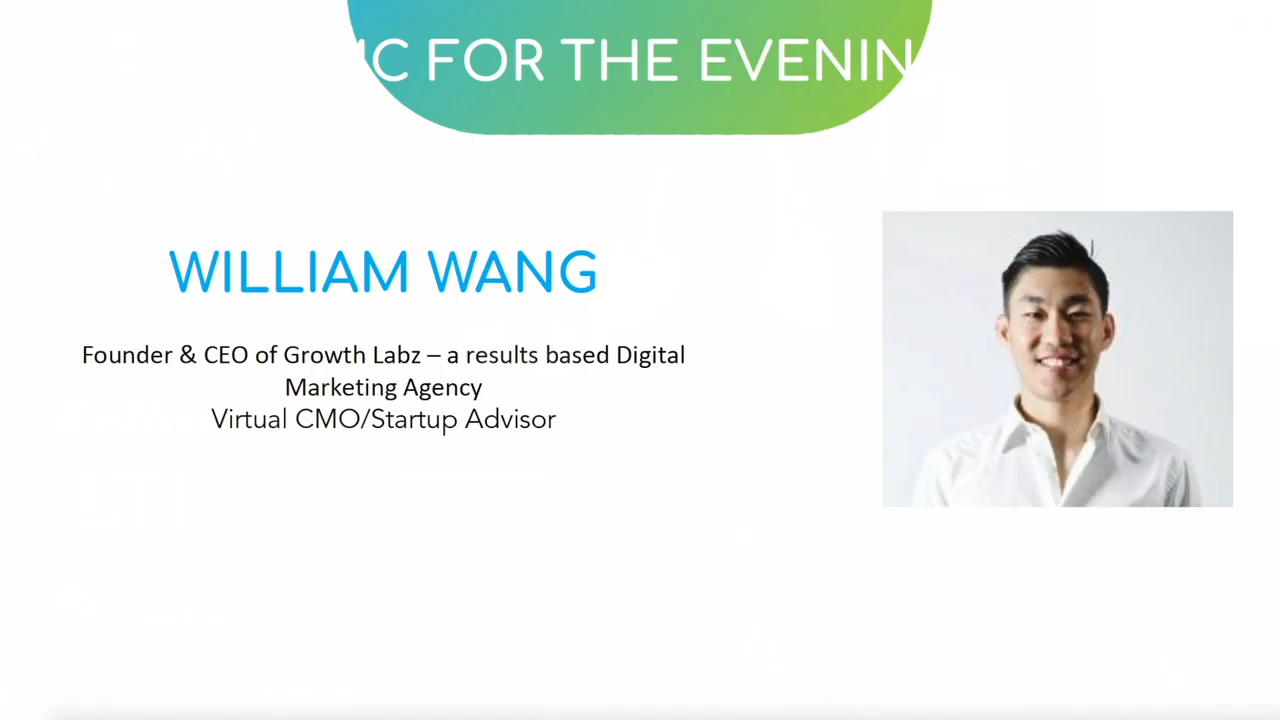 MC FOR THE EVENIN
WILLIAM WANG
Founder & CEO of Growth Labz – a results based Digital
Marketing Agency
Virtual CMO/Startup Advisor